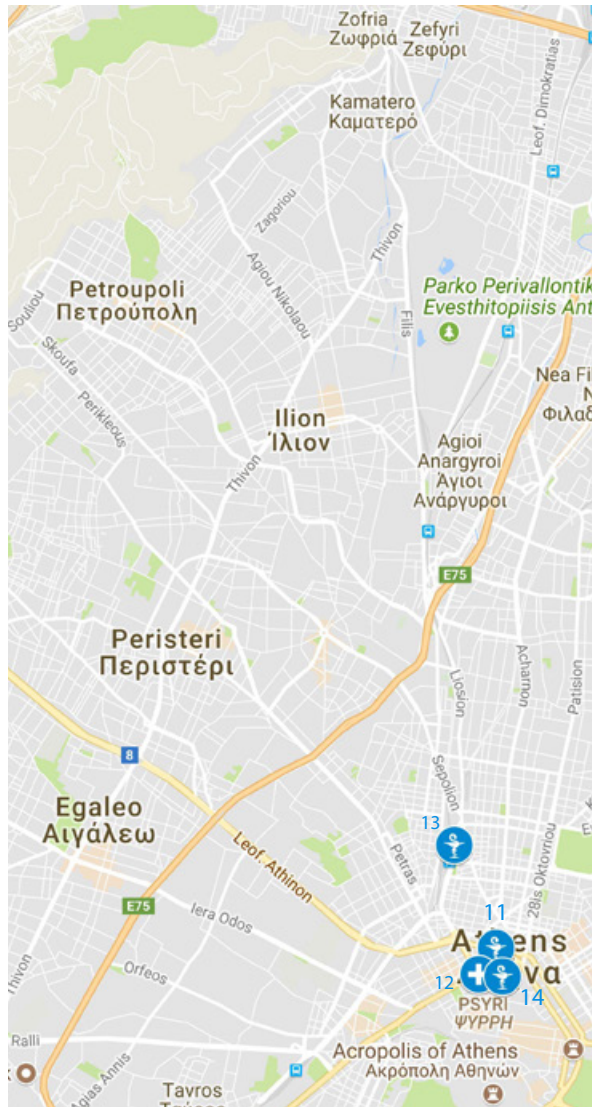 Zofria
Ζωφριά
Zefyri
Ζεφύρι
Kamatero
Καματερό
Leof. Dimokratias
Zagoriou
Thivon
Agiou Nikolaou
Petroupoli
Πετρούπολη
Souliou
Skoufa
Perikleous
Filis
Parko Perivallontik
Evesthitopiisis Ant
Nea Fi
N
Φιλαδ
Ilion
Ίλιον
Thivon
Agioi
Anargyroi
Άγιοι
Ανάργυροι
E75
Peristeri
Περιστέρι
Acharnon
Liosion
Patision
8
Sepolion
Egaleo
Αιγάλεω
13
Leof. Athinon
Petras
28is Oktovriou
E75
Iera Odos
11
Athens
12
14
Thivon
Orfeos
PSYRI
ΨΥΡΡΗ
Ralli
Agias Annis
Acropolis of Athens
Ακρόπολη Αθηνών
Tavros